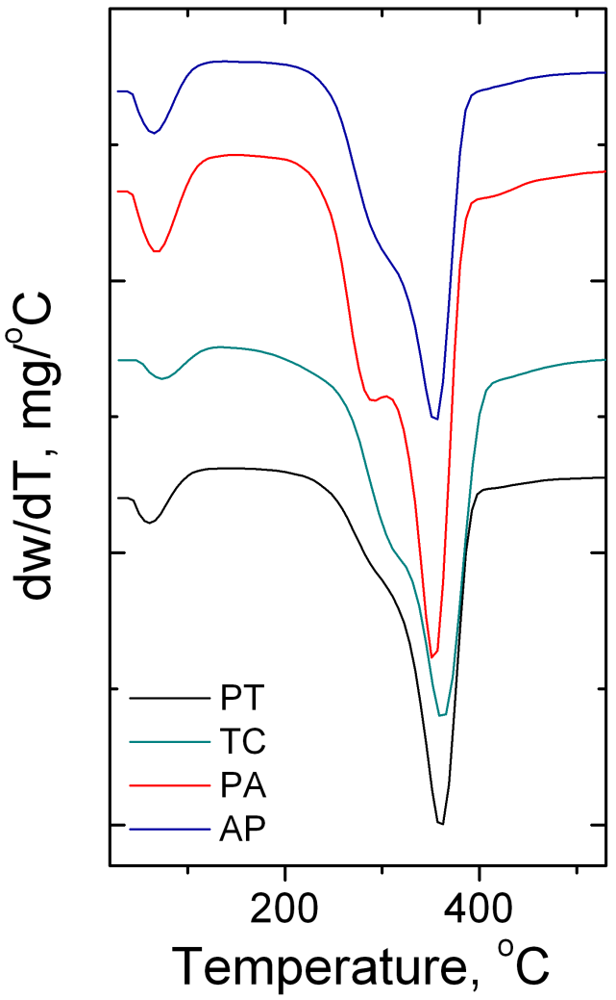 dw/dT, mg/°C
PT
TC
PA
AP
200 400
Temperature, °C